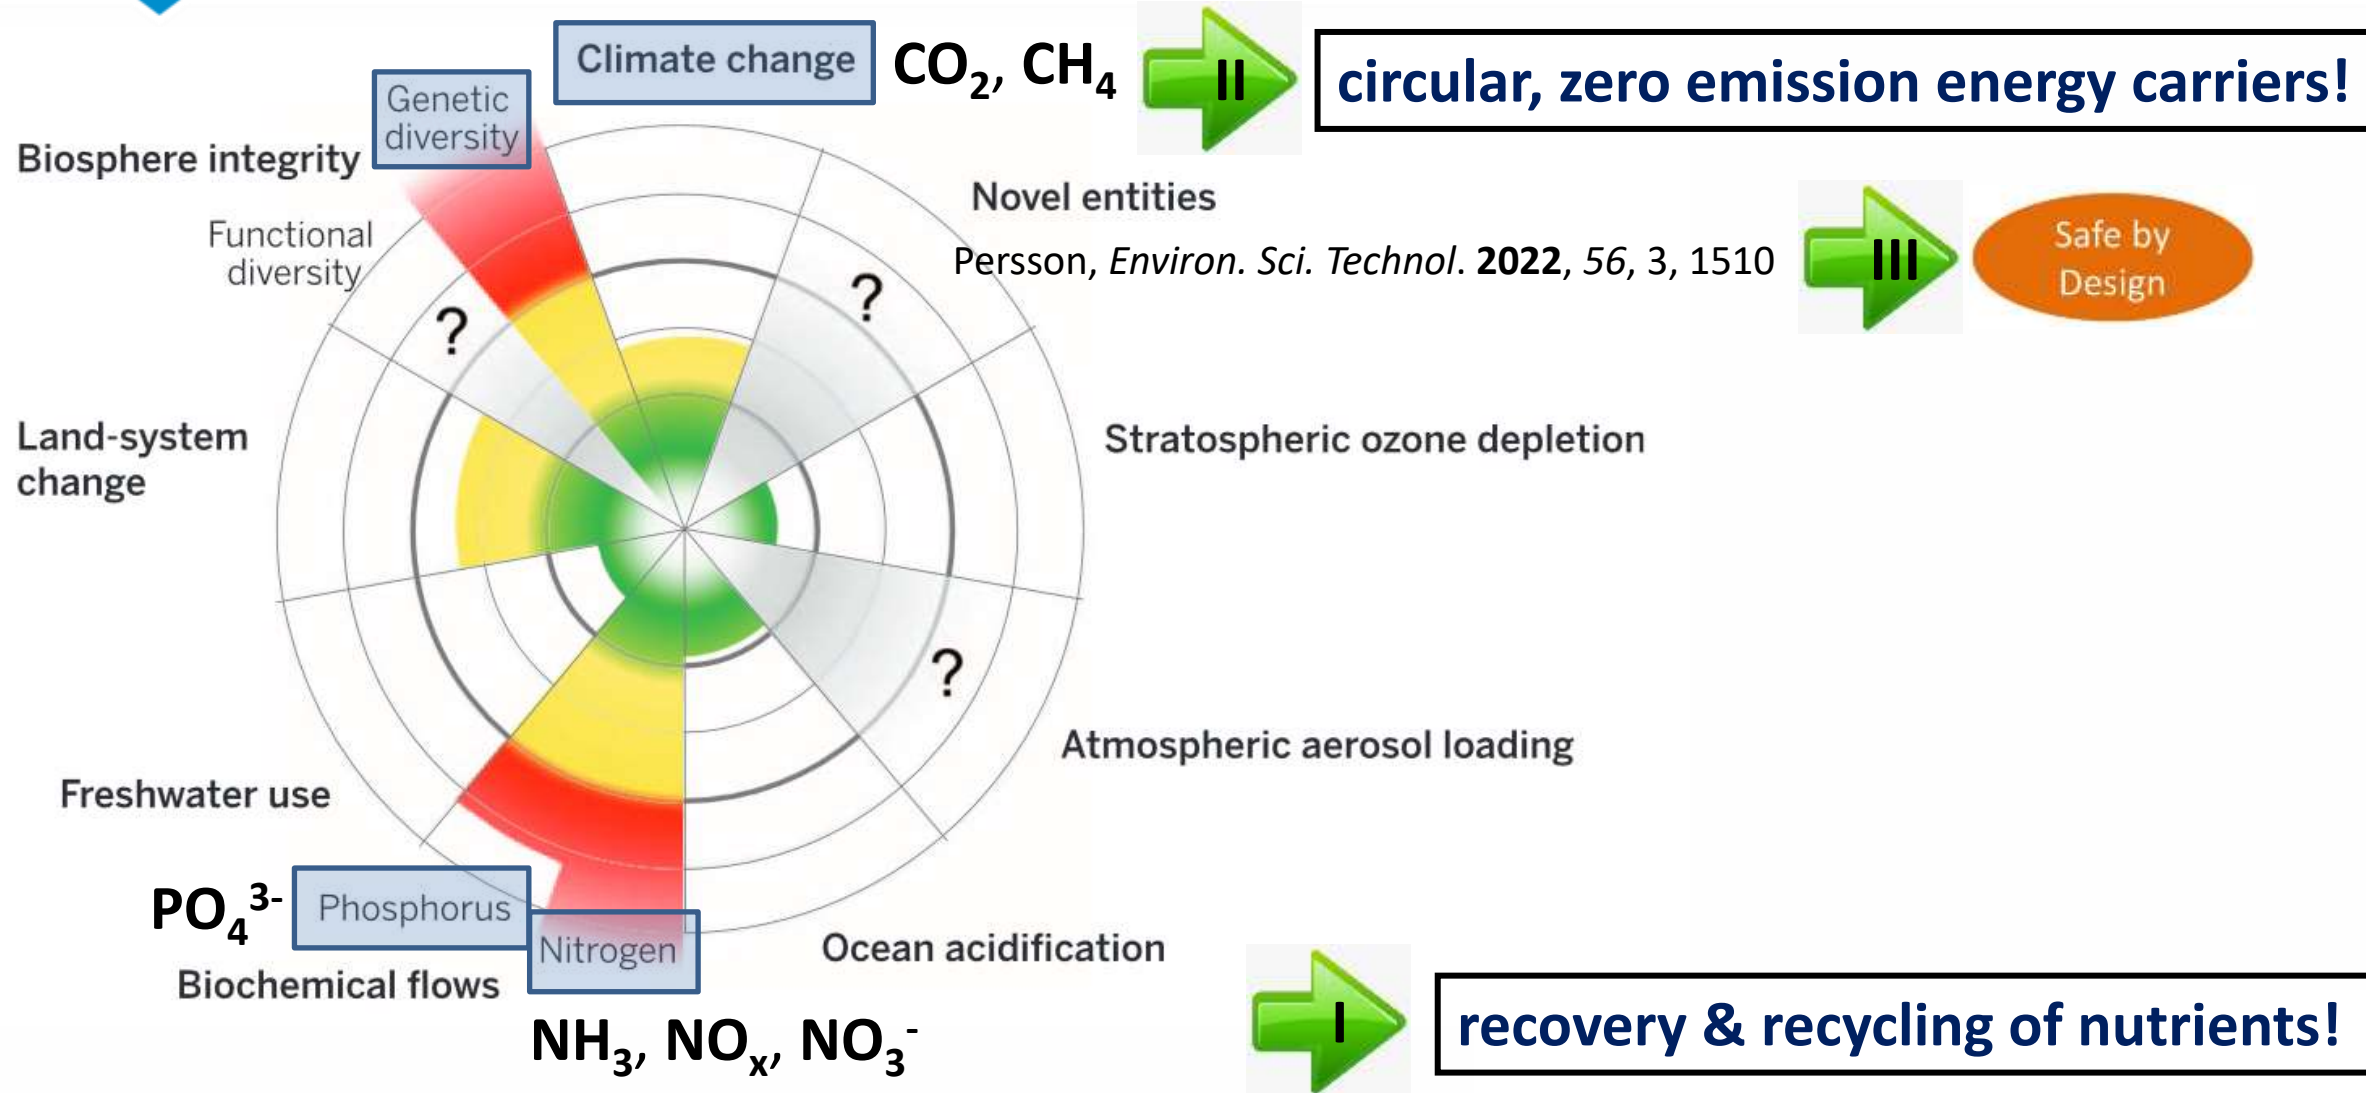 Climate change
CO₂, CH₄
II
circular, zero emission energy carriers!
Genetic
diversity
Biosphere integrity
Novel entities
Functional
diversity
Persson, Environ. Sci. Technol. 2022, 56, 3, 1510
III
Safe by
Design
?
?
Land-system
change
Stratospheric ozone depletion
?
Atmospheric aerosol loading
Freshwater use
PO₄³⁻
Phosphorus
Nitrogen
Ocean acidification
Biochemical flows
I
recovery & recycling of nutrients!
NH₃, NOₓ, NO₃⁻